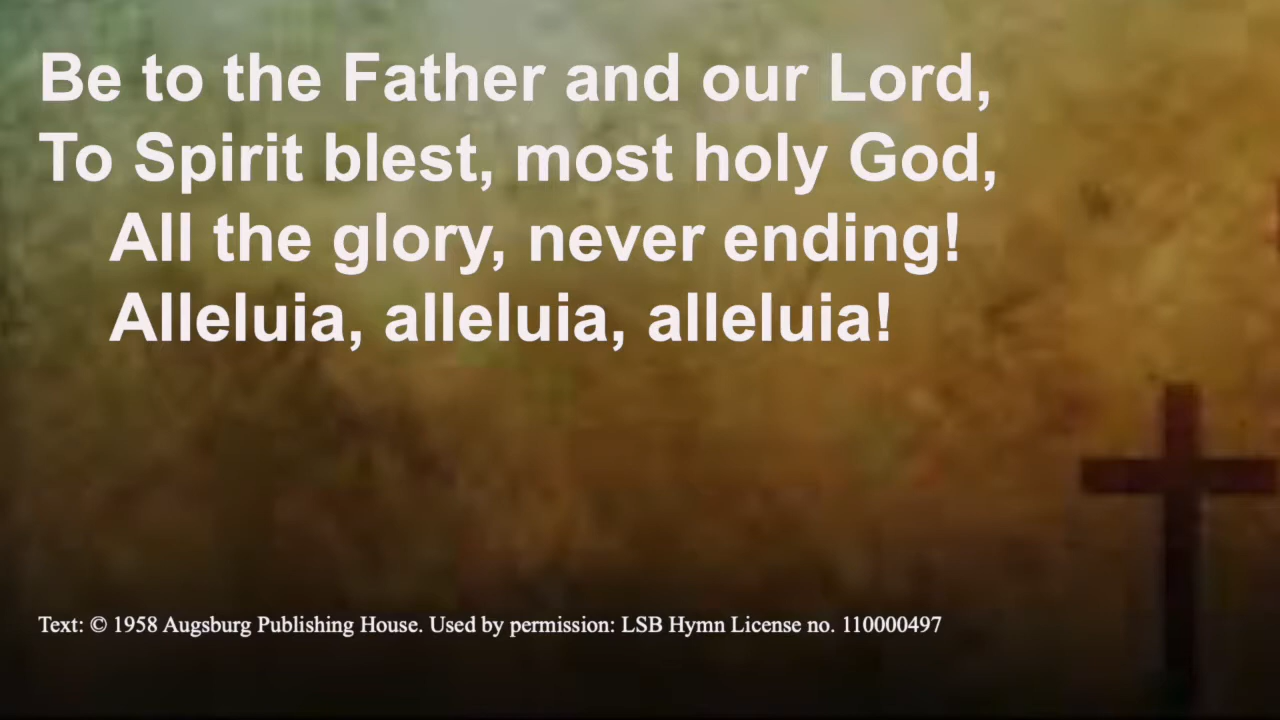 Be to the Father and our Lord,
To Spirit blest, most holy God,
All the glory, never ending!
Alleluia, alleluia, alleluia!
Text: © 1958 Augsburg Publishing House. Used by permission: LSB Hymn License no. 110000497